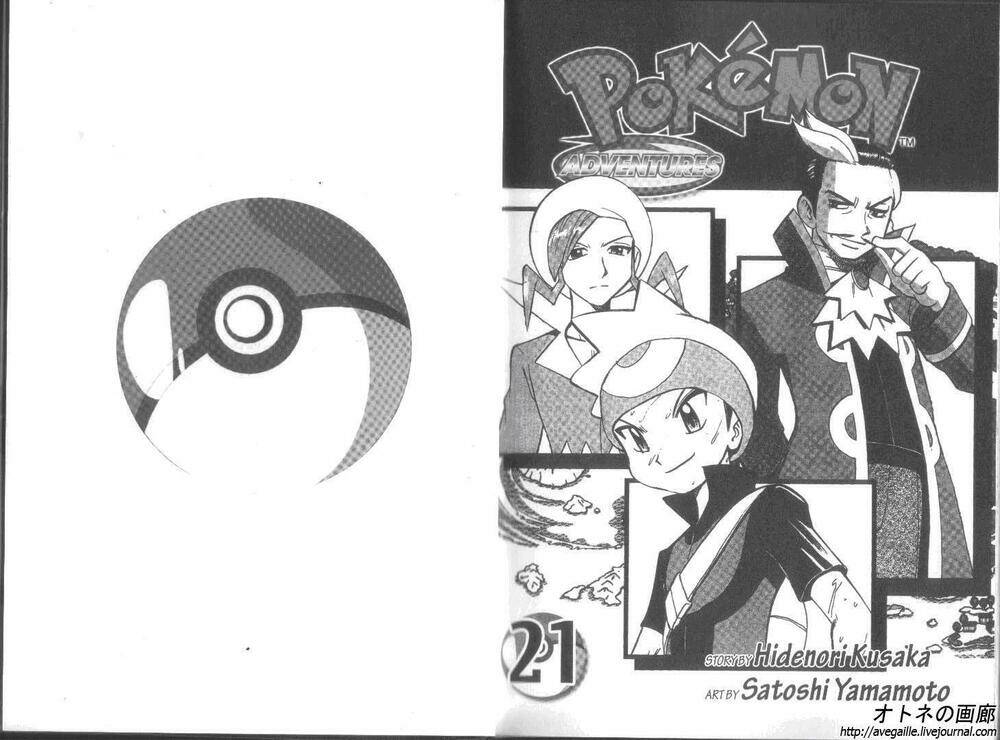 POKéMON
TM
ADVENTURES
21
STORY BY Hidenori Kusaka
ART BY Satoshi Yamamoto
オトネの画廊
http://avegaille.livejournal.com